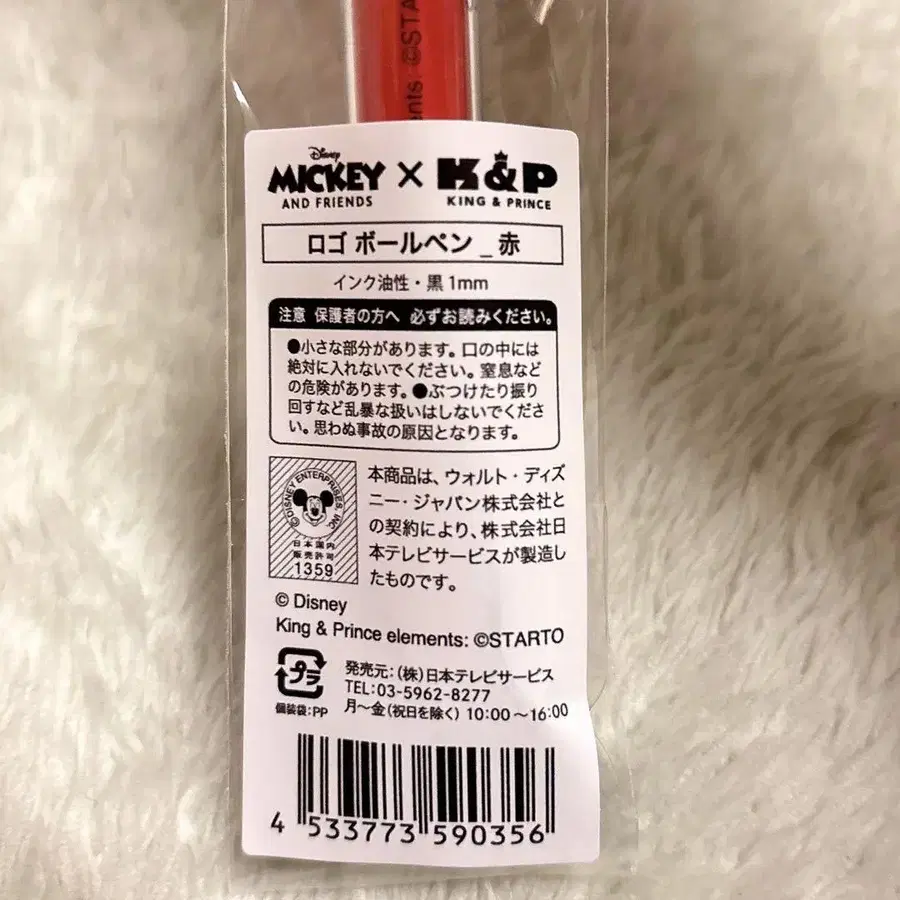 ents: ©STA
Disney
MICKEY × K&P
AND FRIENDS KING & PRINCE
ロゴ ボールペン _ 赤
インク油性・黒 1mm
注意 保護者の方へ 必ずお読みください。
●小さな部分があります。口の中には
絶対に入れないでください。窒息など
の危険があります。●ぶつけたり振り
回すなど乱暴な扱いはしないでくださ
い。思わぬ事故の原因となります。
©DISNEY ENTERPRISES, INC
日本国内
販売許可
1359
本商品は、ウォルト・ディズ
ニー・ジャパン株式会社と
の契約により、株式会社日
本テレビサービスが製造し
たものです。
© Disney
King & Prince elements: ©STARTO
プラ
個装袋:PP
発売元:(株)日本テレビサービス
TEL:03-5962-8277
月～金(祝日を除く) 10:00～16:00
4 533773 590356